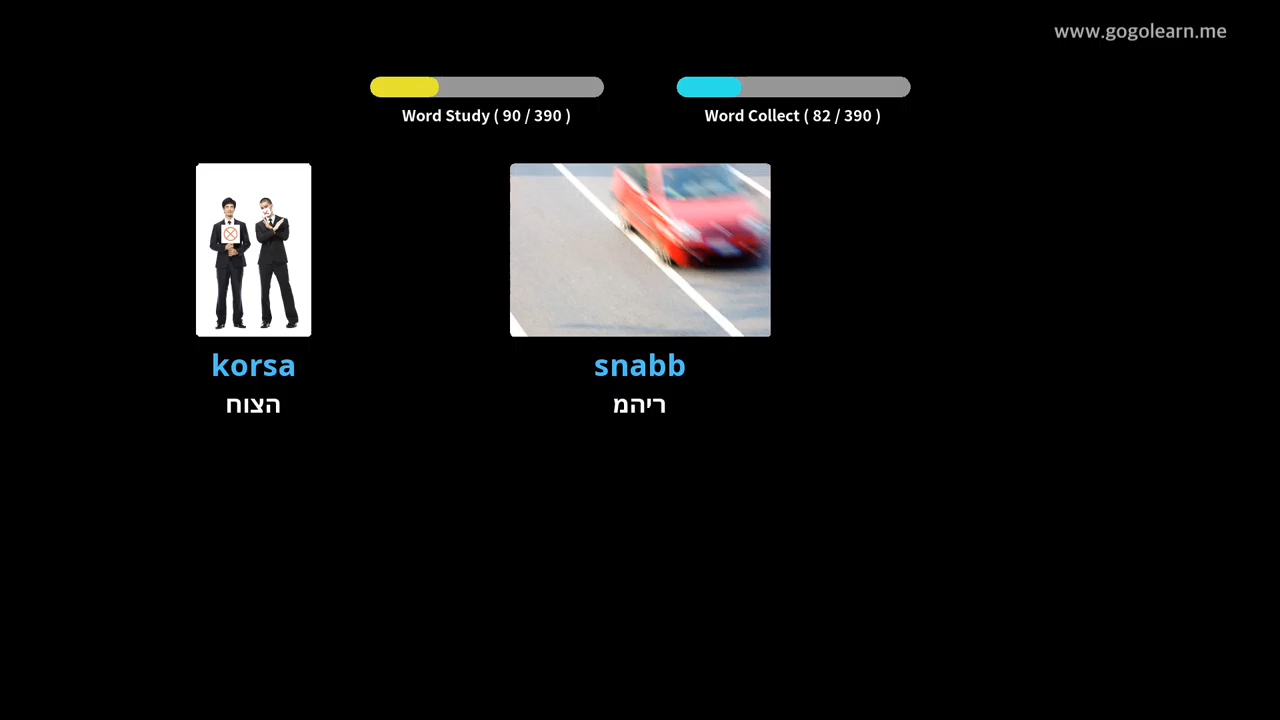 www.gogolearn.me
Word Study ( 90 / 390 )
Word Collect ( 82 / 390 )
korsa
הצוח
snabb
ריהמ